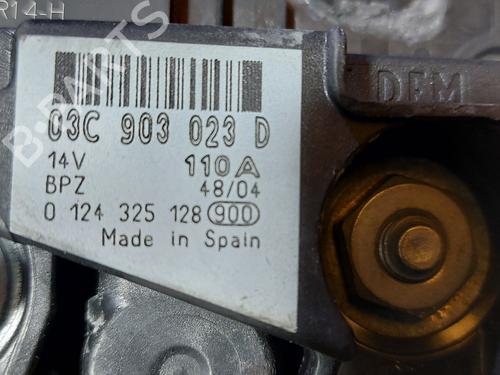 R14-H
DFM
03C 903 023 D
14V 110A
BPZ 48/04
0 124 325 128 900
Made in Spain
B-PARTS